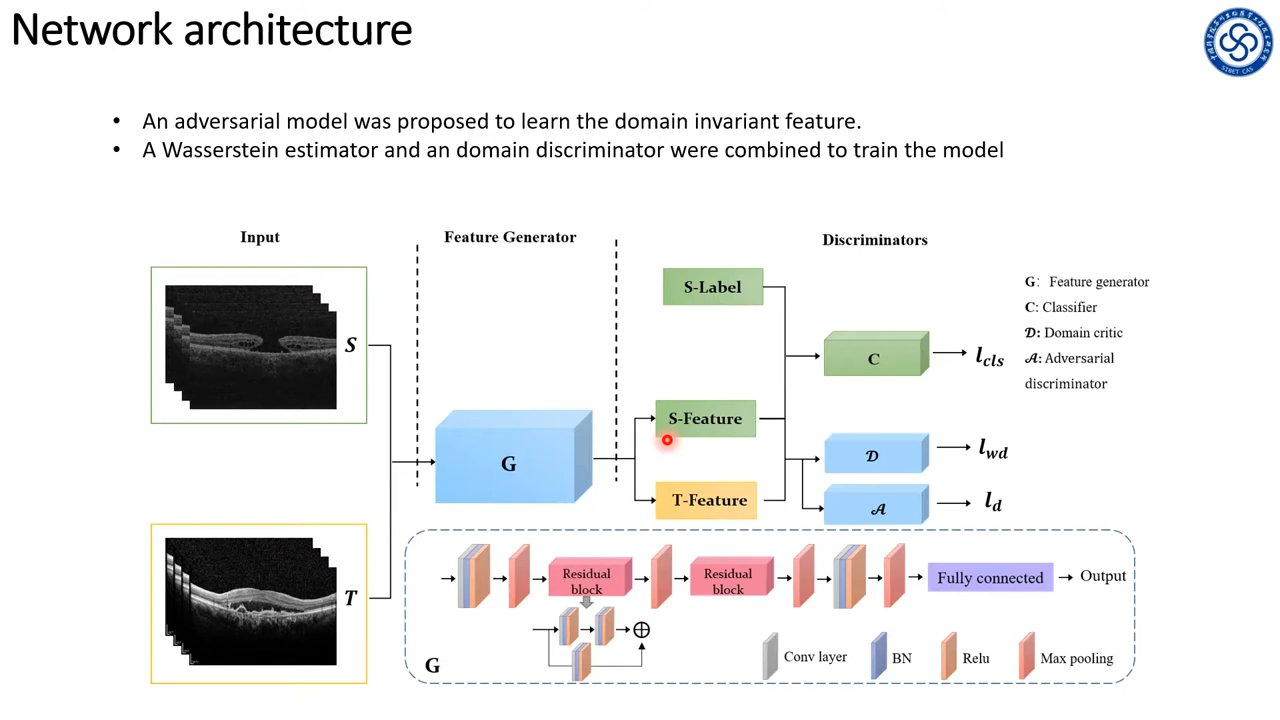 Network architecture
SIBET CAS
• An adversarial model was proposed to learn the domain invariant feature.
• A Wasserstein estimator and an domain discriminator were combined to train the model
Input
Feature Generator
Discriminators
S
T
G
S-Label
S-Feature
T-Feature
C
𝒟
𝒜
l_cls
l_wd
l_d
G: Feature generator
C: Classifier
𝒟: Domain critic
𝒜: Adversarial
discriminator
Residual
block
Residual
block
Fully connected
Output
G
Conv layer
BN
Relu
Max pooling